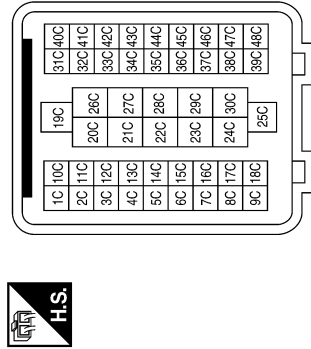 H.S.
1C 10C 19C 31C 40C
2C 11C 20C 26C 32C 41C
3C 12C 33C 42C
4C 13C 21C 27C 34C 43C
5C 14C 22C 28C 35C 44C
6C 15C 36C 45C
7C 16C 23C 29C 37C 46C
8C 17C 24C 30C 38C 47C
9C 18C 25C 39C 48C